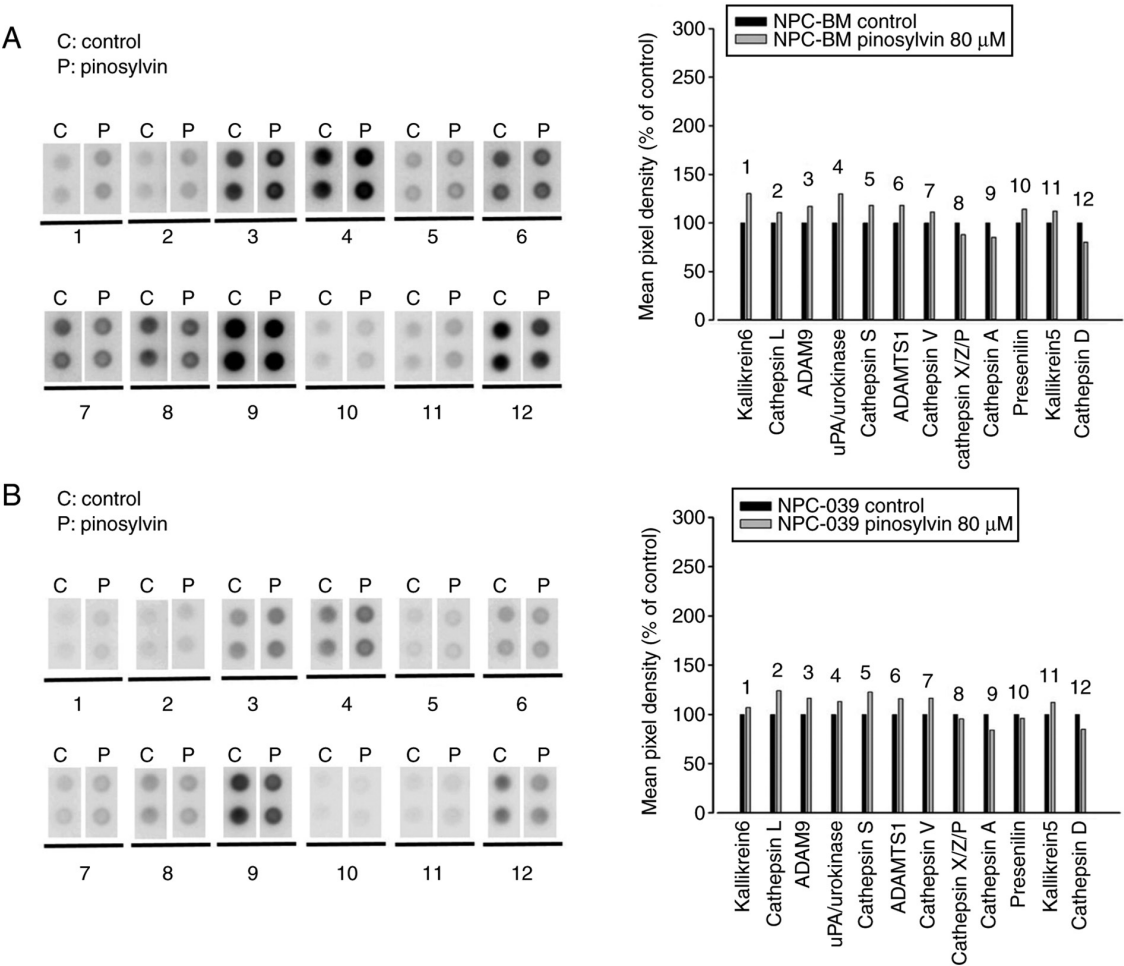 A
C: control
P: pinosylvin
C P C P C P C P C P C P
1 2 3 4 5 6
C P C P C P C P C P C P
7 8 9 10 11 12
NPC-BM control
NPC-BM pinosylvin 80 μM
Mean pixel density (% of control)
300
250
200
150
100
50
0
1 2 3 4 5 6 7 8 9 10 11 12
Kallikrein6
Cathepsin L
ADAM9
uPA/urokinase
Cathepsin S
ADAMTS1
Cathepsin V
cathepsin X/Z/P
Cathepsin A
Presenilin
Kallikrein5
Cathepsin D
B
C: control
P: pinosylvin
C P C P C P C P C P C P
1 2 3 4 5 6
C P C P C P C P C P C P
7 8 9 10 11 12
NPC-039 control
NPC-039 pinosylvin 80 μM
Mean pixel density (% of control)
300
250
200
150
100
50
0
1 2 3 4 5 6 7 8 9 10 11 12
Kallikrein6
Cathepsin L
ADAM9
uPA/urokinase
Cathepsin S
ADAMTS1
Cathepsin V
Cathepsin X/Z/P
Cathepsin A
Presenilin
Kallikrein5
Cathepsin D